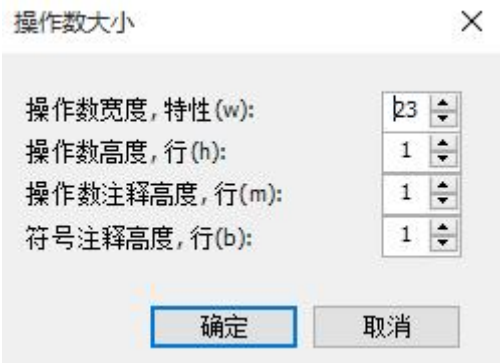 操作数大小
操作数宽度,特性(w): 23
操作数高度,行(h): 1
操作数注释高度,行(m): 1
符号注释高度,行(b): 1
确定 取消